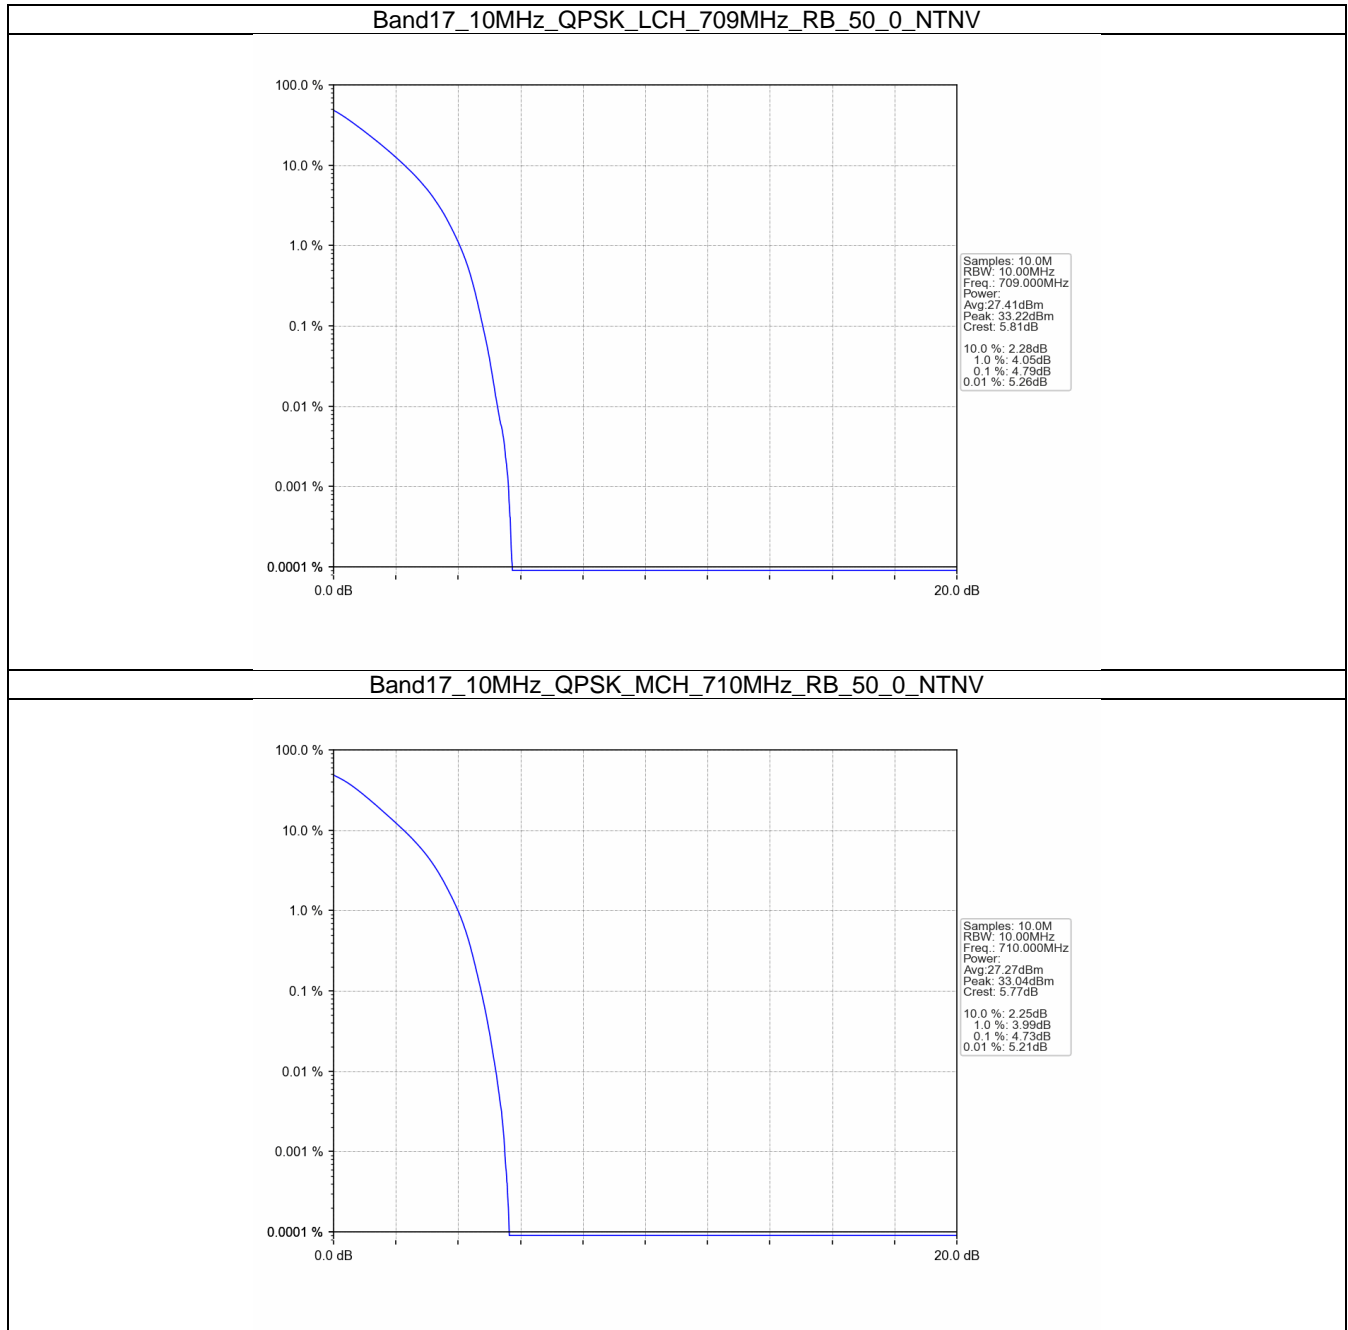 Band17_10MHz_QPSK_LCH_709MHz_RB_50_0_NTNV
100.0 %
10.0 %
1.0 %
0.1 %
0.01 %
0.001 %
0.0001 %
0.0 dB
20.0 dB
Samples: 10.0M
RBW: 10.00MHz
Freq.: 709.000MHz
Power:
Avg:27.41dBm
Peak: 33.22dBm
Crest: 5.81dB
10.0 %: 2.28dB
1.0 %: 4.05dB
0.1 %: 4.79dB
0.01 %: 5.26dB
Band17_10MHz_QPSK_MCH_710MHz_RB_50_0_NTNV
100.0 %
10.0 %
1.0 %
0.1 %
0.01 %
0.001 %
0.0001 %
0.0 dB
20.0 dB
Samples: 10.0M
RBW: 10.00MHz
Freq.: 710.000MHz
Power:
Avg:27.27dBm
Peak: 33.04dBm
Crest: 5.77dB
10.0 %: 2.25dB
1.0 %: 3.99dB
0.1 %: 4.73dB
0.01 %: 5.21dB